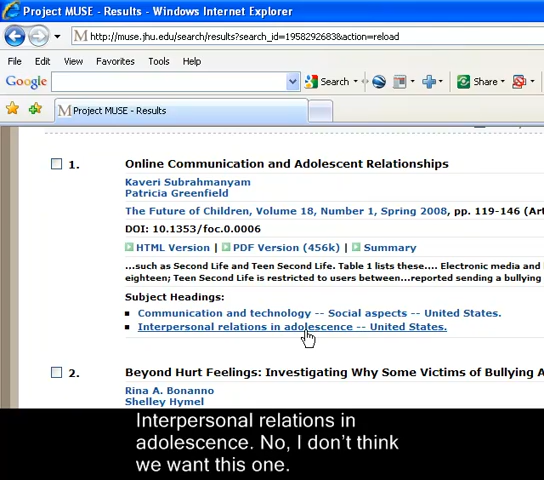 Project MUSE - Results - Windows Internet Explorer
http://muse.jhu.edu/search/results?search_id=1958292683&action=reload
File Edit View Favorites Tools Help
Google Search Share
Project MUSE - Results
1. Online Communication and Adolescent Relationships
Kaveri Subrahmanyam
Patricia Greenfield
The Future of Children, Volume 18, Number 1, Spring 2008, pp. 119-146 (Art
DOI: 10.1353/foc.0.0006
HTML Version | PDF Version (456k) | Summary
...such as Second Life and Teen Second Life. Table 1 lists these.... Electronic media and
eighteen; Teen Second Life is restricted to users between...reported sending a bullying
Subject Headings:
Communication and technology -- Social aspects -- United States.
Interpersonal relations in adolescence -- United States.
2. Beyond Hurt Feelings: Investigating Why Some Victims of Bullying A
Rina A. Bonanno
Shelley Hymel
Interpersonal relations in
adolescence. No, I don't think
we want this one.